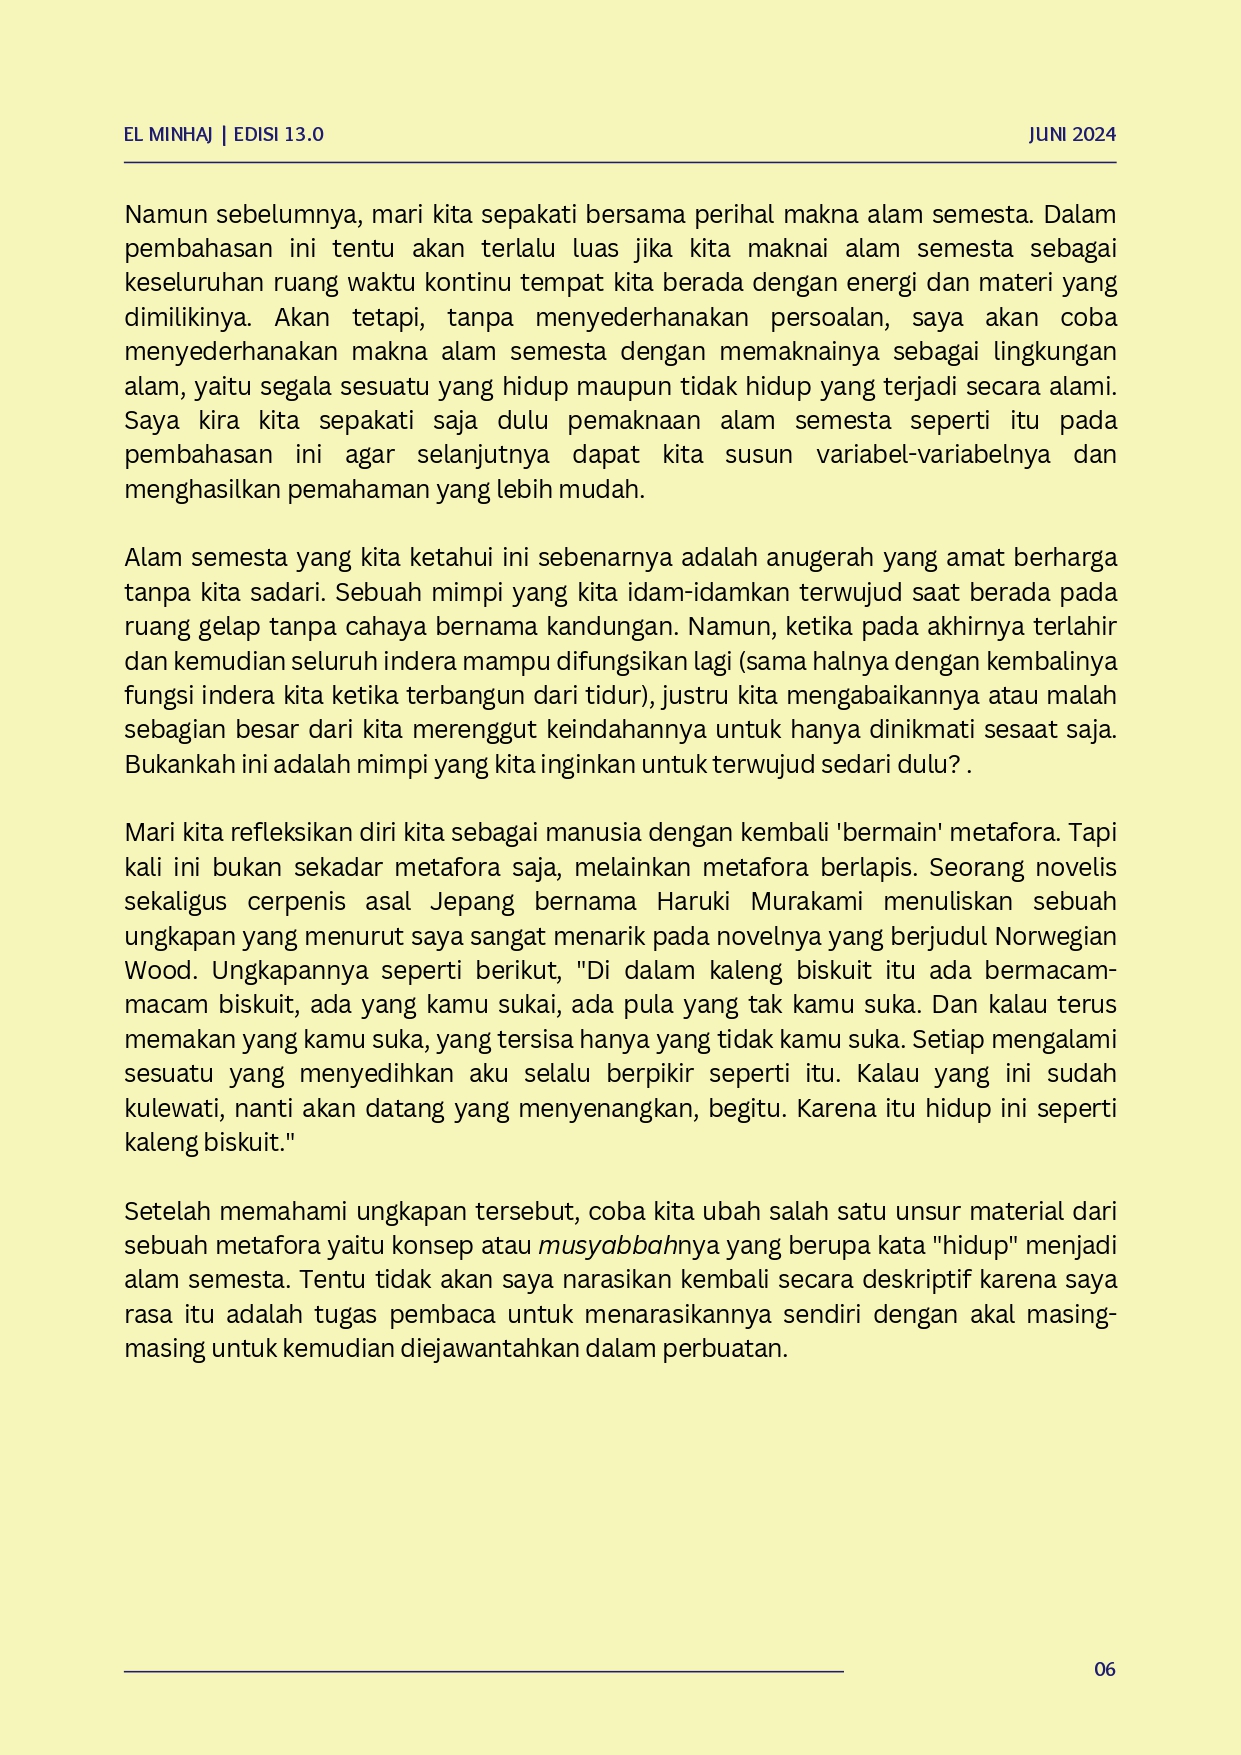 EL MINHAJ | EDISI 13.0
JUNI 2024
Namun sebelumnya, mari kita sepakati bersama perihal makna alam semesta. Dalam
pembahasan ini tentu akan terlalu luas jika kita maknai alam semesta sebagai
keseluruhan ruang waktu kontinu tempat kita berada dengan energi dan materi yang
dimilikinya. Akan tetapi, tanpa menyederhanakan persoalan, saya akan coba
menyederhanakan makna alam semesta dengan memaknainya sebagai lingkungan
alam, yaitu segala sesuatu yang hidup maupun tidak hidup yang terjadi secara alami.
Saya kira kita sepakati saja dulu pemaknaan alam semesta seperti itu pada
pembahasan ini agar selanjutnya dapat kita susun variabel-variabelnya dan
menghasilkan pemahaman yang lebih mudah.
Alam semesta yang kita ketahui ini sebenarnya adalah anugerah yang amat berharga
tanpa kita sadari. Sebuah mimpi yang kita idam-idamkan terwujud saat berada pada
ruang gelap tanpa cahaya bernama kandungan. Namun, ketika pada akhirnya terlahir
dan kemudian seluruh indera mampu difungsikan lagi (sama halnya dengan kembalinya
fungsi indera kita ketika terbangun dari tidur), justru kita mengabaikannya atau malah
sebagian besar dari kita merenggut keindahannya untuk hanya dinikmati sesaat saja.
Bukankah ini adalah mimpi yang kita inginkan untuk terwujud sedari dulu? .
Mari kita refleksikan diri kita sebagai manusia dengan kembali 'bermain' metafora. Tapi
kali ini bukan sekadar metafora saja, melainkan metafora berlapis. Seorang novelis
sekaligus cerpenis asal Jepang bernama Haruki Murakami menuliskan sebuah
ungkapan yang menurut saya sangat menarik pada novelnya yang berjudul Norwegian
Wood. Ungkapannya seperti berikut, "Di dalam kaleng biskuit itu ada bermacam-
macam biskuit, ada yang kamu sukai, ada pula yang tak kamu suka. Dan kalau terus
memakan yang kamu suka, yang tersisa hanya yang tidak kamu suka. Setiap mengalami
sesuatu yang menyedihkan aku selalu berpikir seperti itu. Kalau yang ini sudah
kulewati, nanti akan datang yang menyenangkan, begitu. Karena itu hidup ini seperti
kaleng biskuit."
Setelah memahami ungkapan tersebut, coba kita ubah salah satu unsur material dari
sebuah metafora yaitu konsep atau musyabbahnya yang berupa kata "hidup" menjadi
alam semesta. Tentu tidak akan saya narasikan kembali secara deskriptif karena saya
rasa itu adalah tugas pembaca untuk menarasikannya sendiri dengan akal masing-
masing untuk kemudian diejawantahkan dalam perbuatan.
06